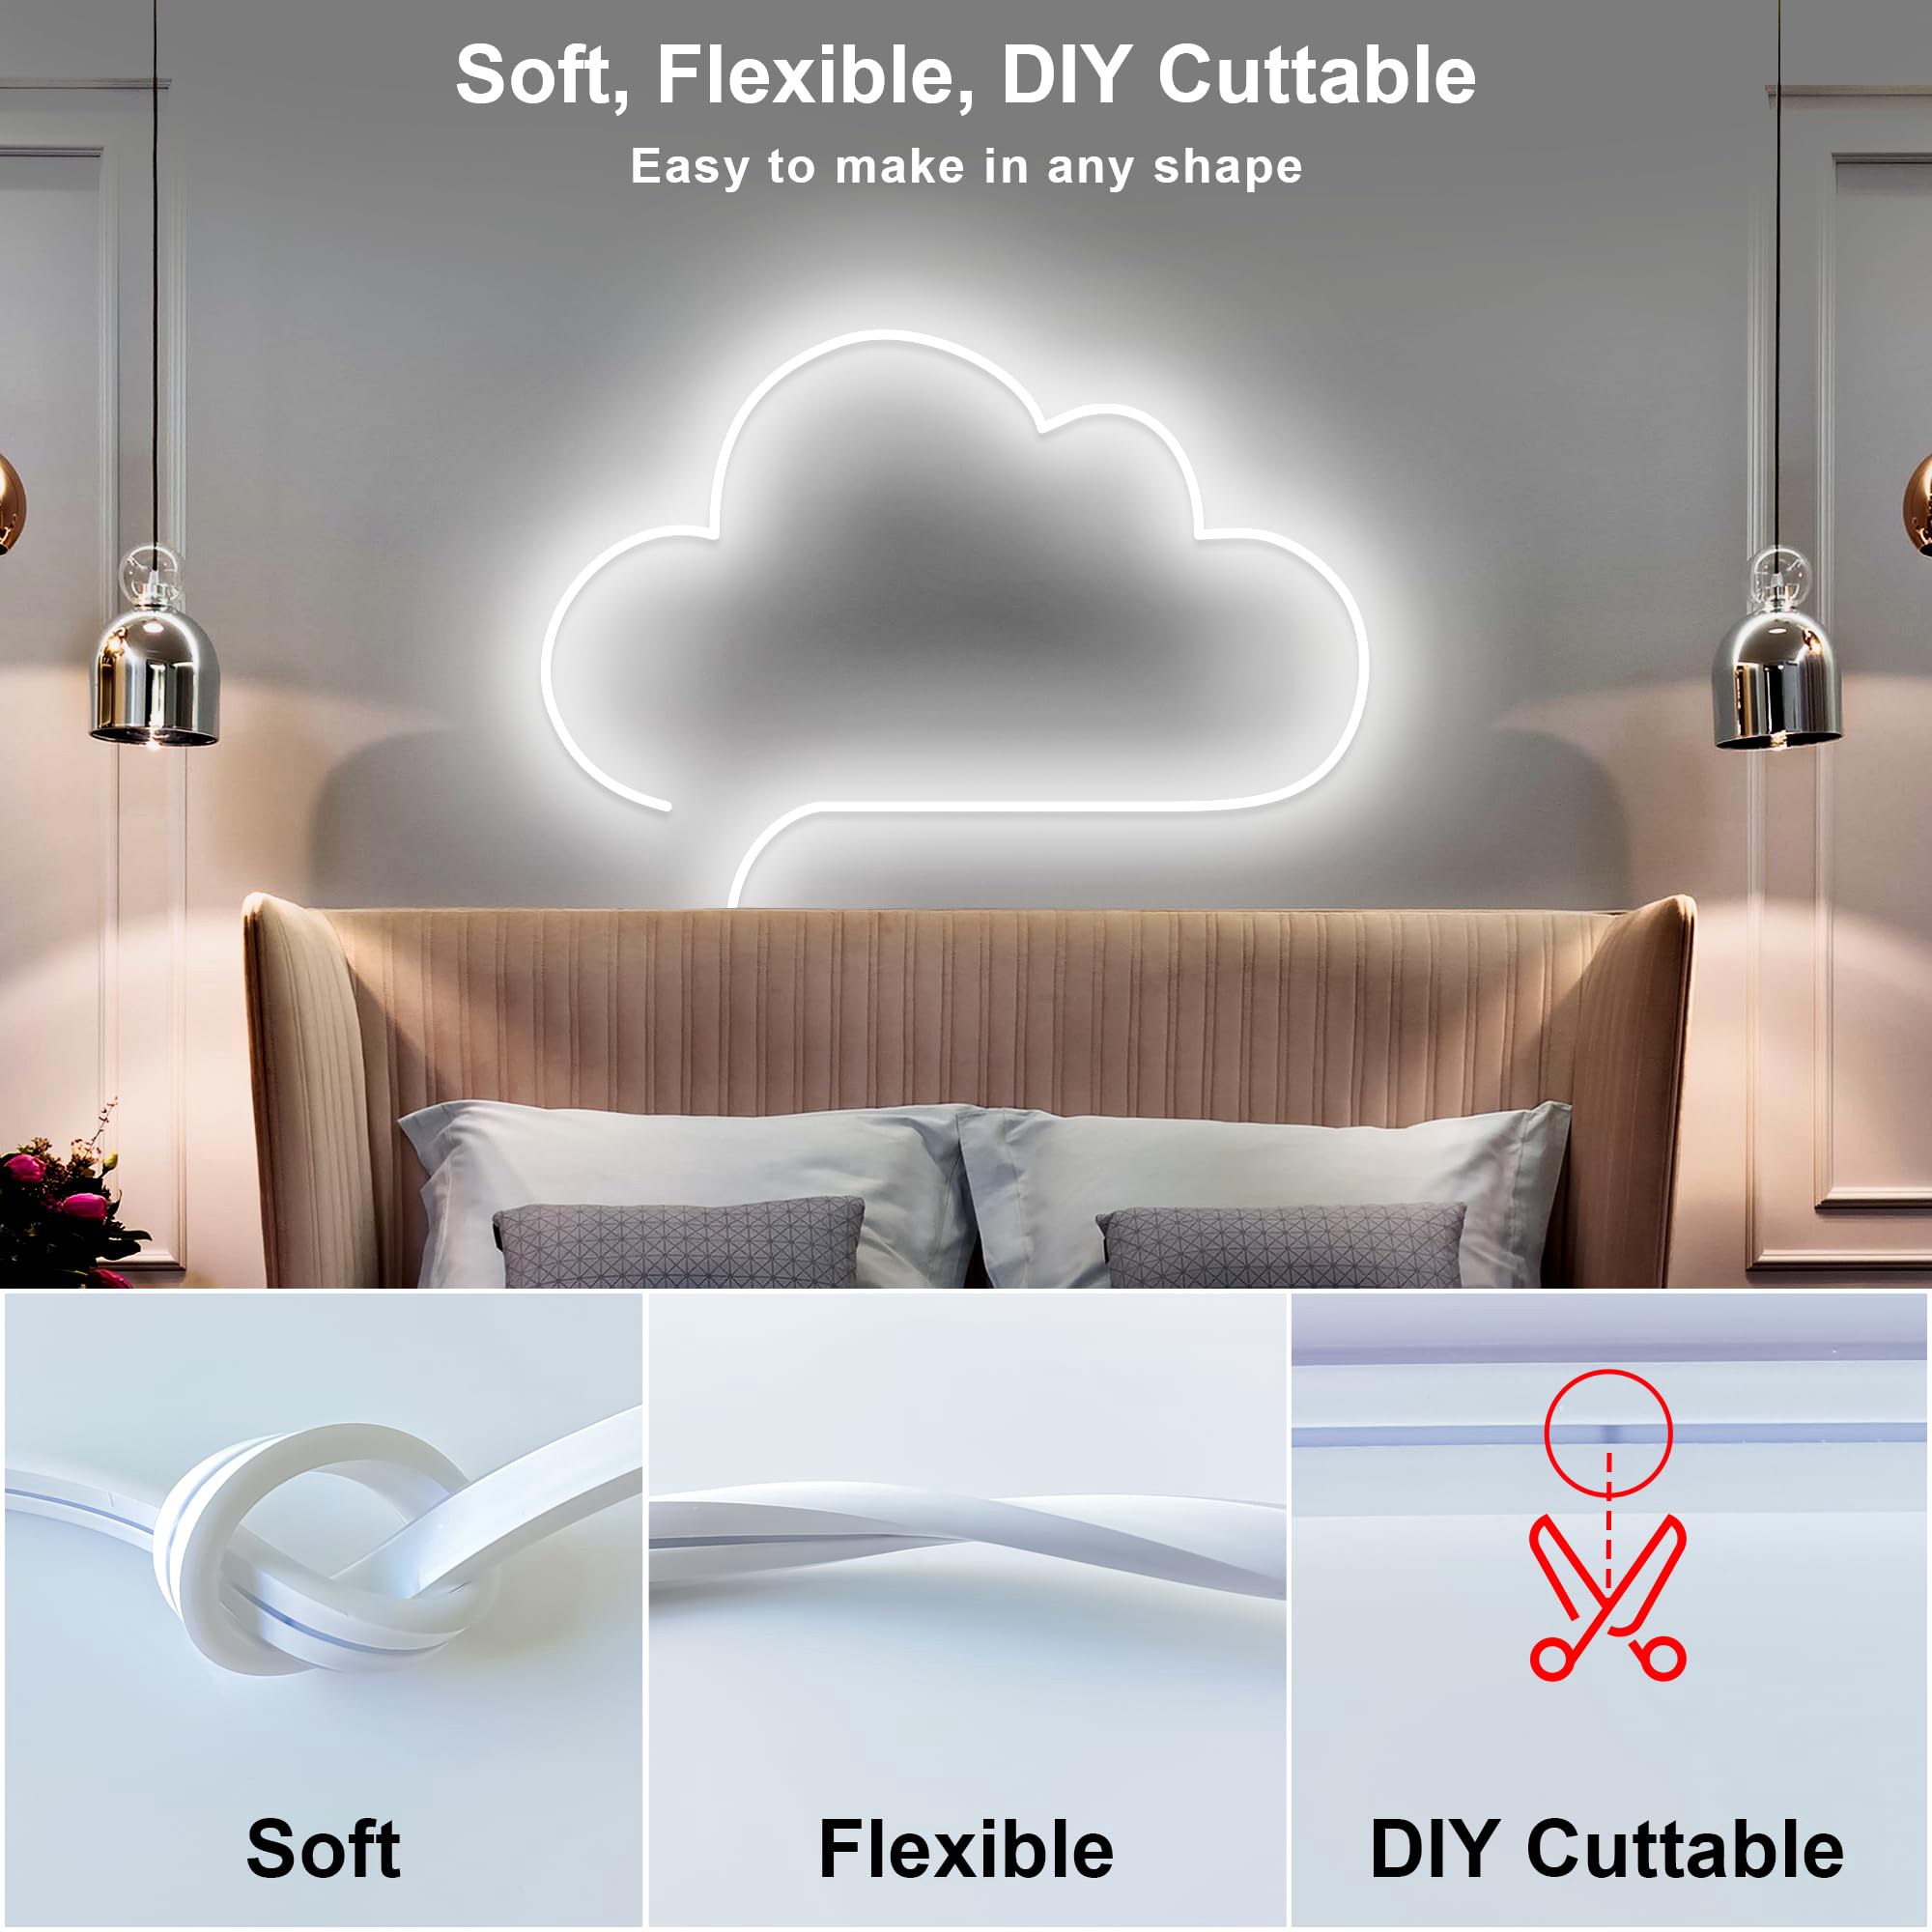 Soft, Flexible, DIY Cuttable
Easy to make in any shape
Soft
Flexible
DIY Cuttable